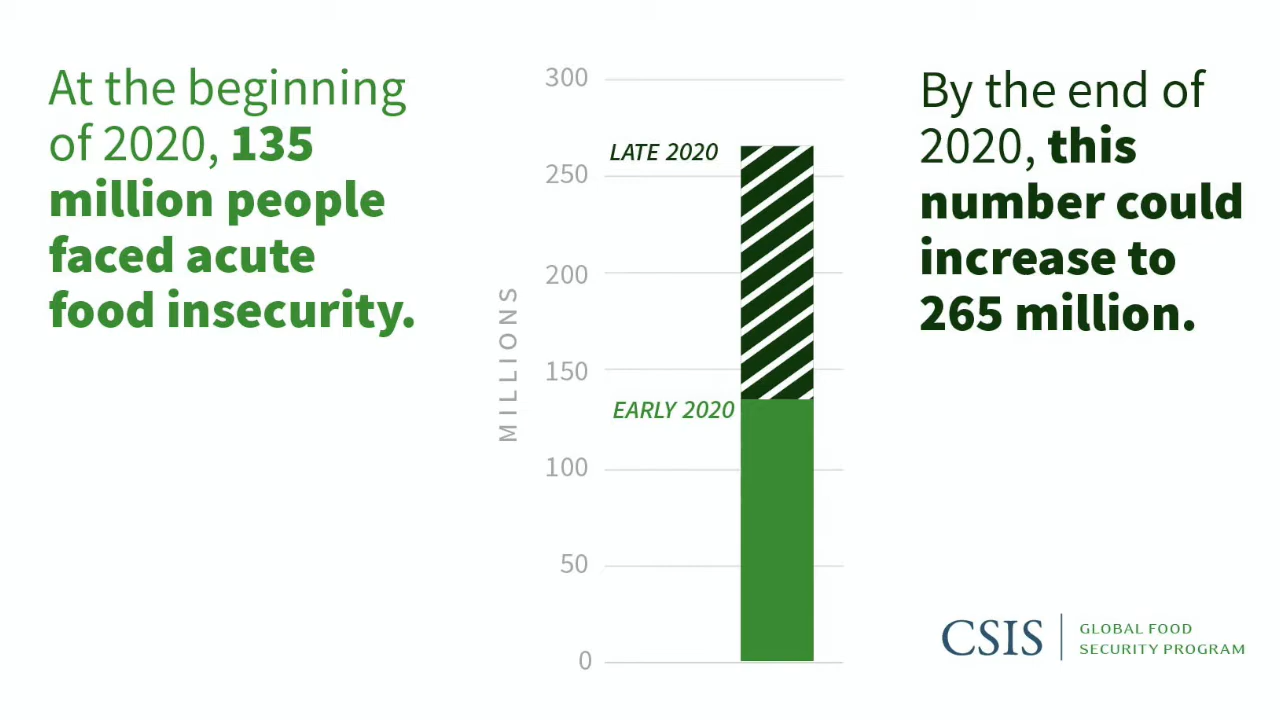 At the beginning
of 2020, 135
million people
faced acute
food insecurity.
MILLIONS
300
250
200
150
100
50
0
LATE 2020
EARLY 2020
By the end of
2020, this
number could
increase to
265 million.
CSIS
GLOBAL FOOD
SECURITY PROGRAM